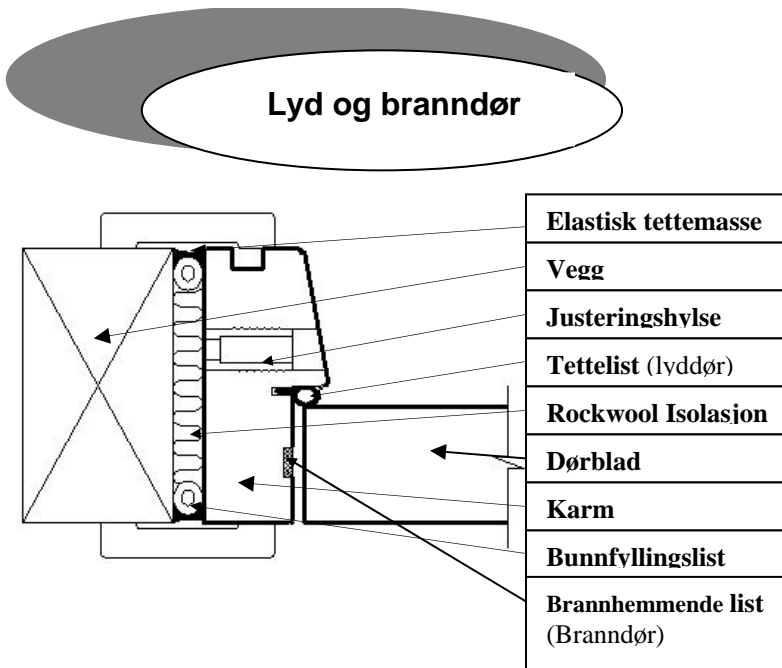 Lyd og branndør
Elastisk tettemasse
Vegg
Justeringshylse
Tettelist (lyddør)
Rockwool Isolasjon
Dørblad
Karm
Bunnfyllingslist
Brannhemmende list
(Branndør)